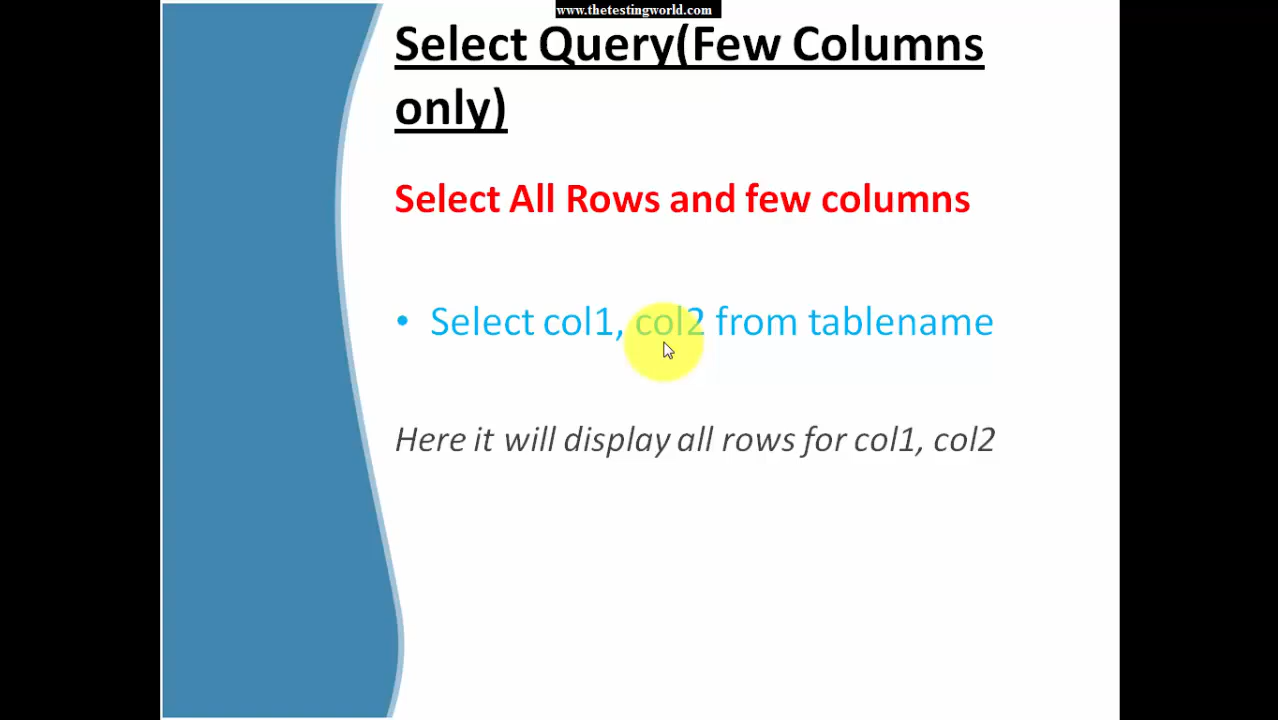 www.thetestingworld.com
Select Query(Few Columns
only)
Select All Rows and few columns
• Select col1, col2 from tablename
Here it will display all rows for col1, col2